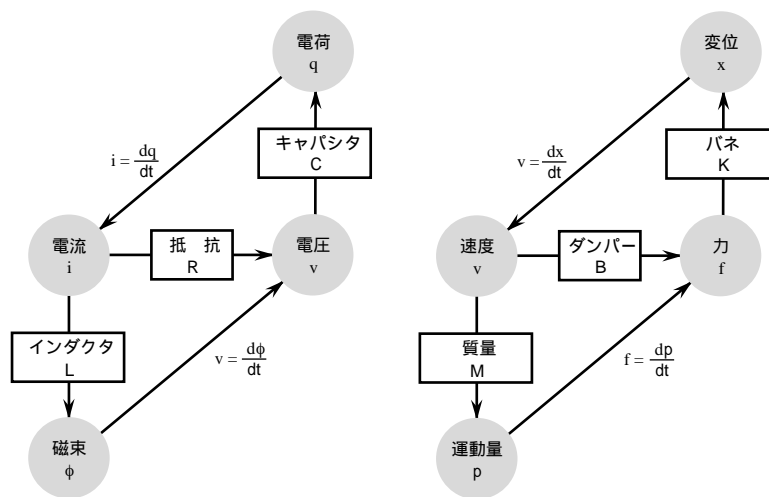 電荷
q
キャパシタ
C
i = dq/dt
電流
i
抵 抗
R
電圧
v
インダクタ
L
v = dϕ/dt
磁束
ϕ
変位
x
バネ
K
v = dx/dt
速度
v
ダンパー
B
力
f
質量
M
f = dp/dt
運動量
p